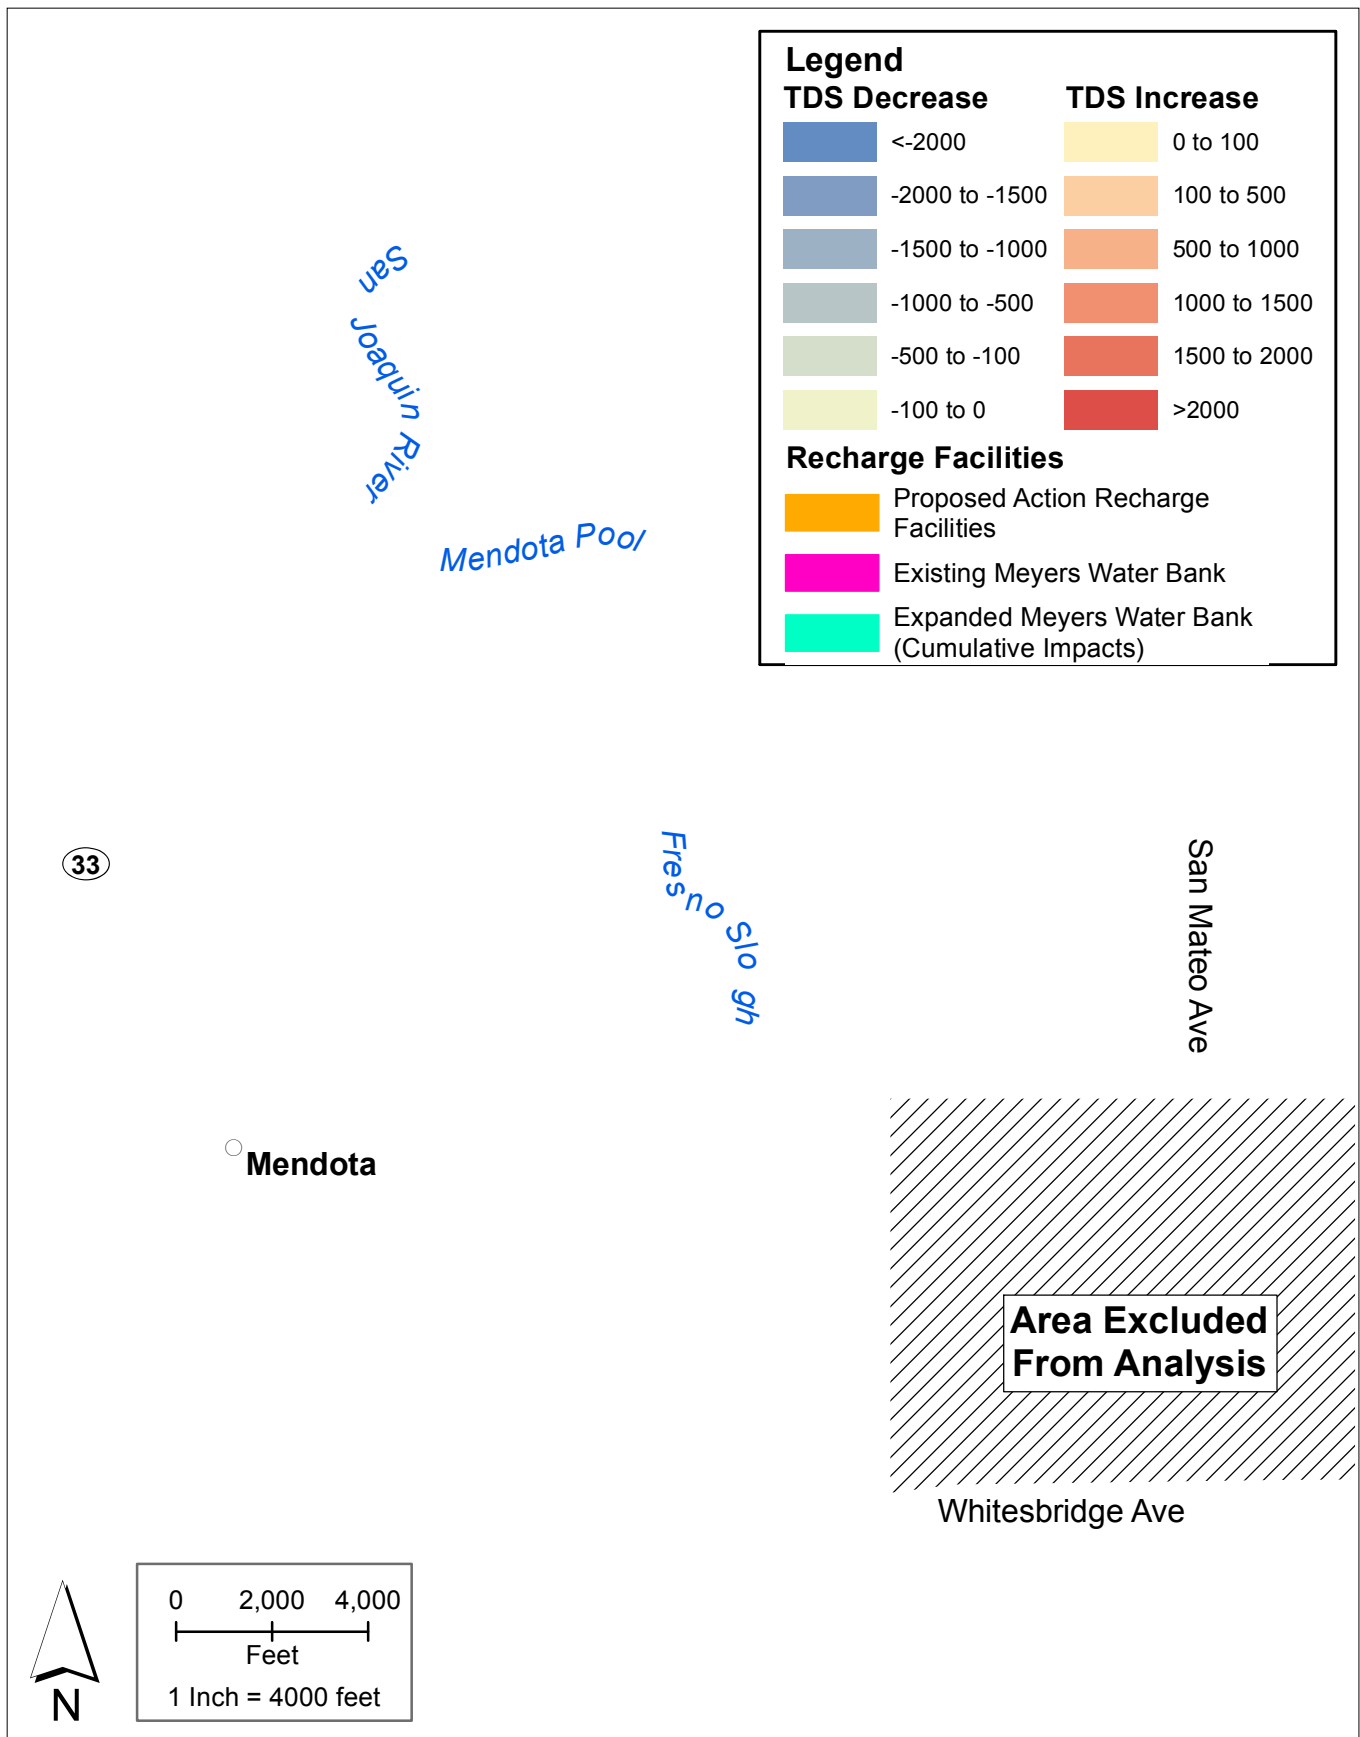 Legend
TDS Decrease
TDS Increase
<-2000
0 to 100
-2000 to -1500
100 to 500
-1500 to -1000
500 to 1000
-1000 to -500
1000 to 1500
-500 to -100
1500 to 2000
-100 to 0
>2000
Recharge Facilities
Proposed Action Recharge
Facilities
Existing Meyers Water Bank
Expanded Meyers Water Bank
(Cumulative Impacts)
San Joaquin River
Mendota Pool
33
Fresno Slo gh
San Mateo Ave
Mendota
Area Excluded
From Analysis
Whitesbridge Ave
0 2,000 4,000
Feet
1 Inch = 4000 feet
N